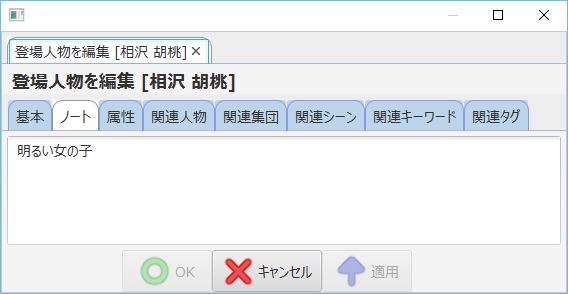 登場人物を編集 [相沢 胡桃] ×
登場人物を編集 [相沢 胡桃]
基本 ノート 属性 関連人物 関連集団 関連シーン 関連キーワード 関連タグ
明るい女の子
OK キャンセル 適用